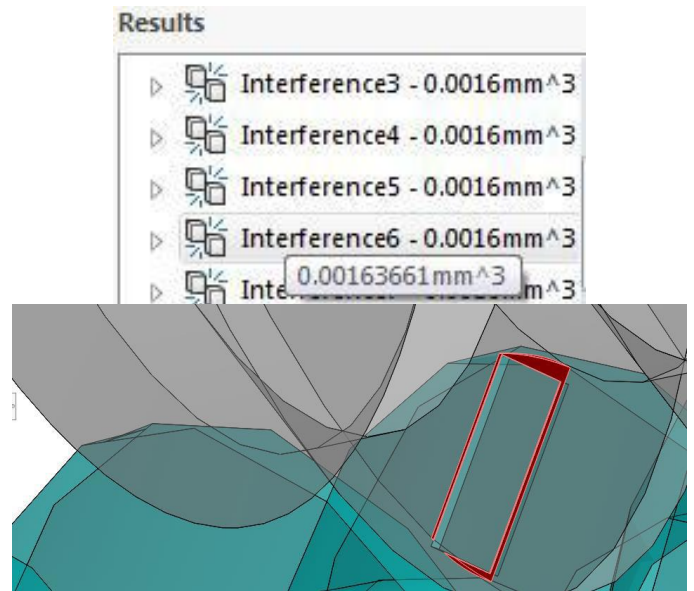 Results
Interference3 - 0.0016mm^3
Interference4 - 0.0016mm^3
Interference5 - 0.0016mm^3
Interference6 - 0.0016mm^3
0.00163661mm^3
m^3